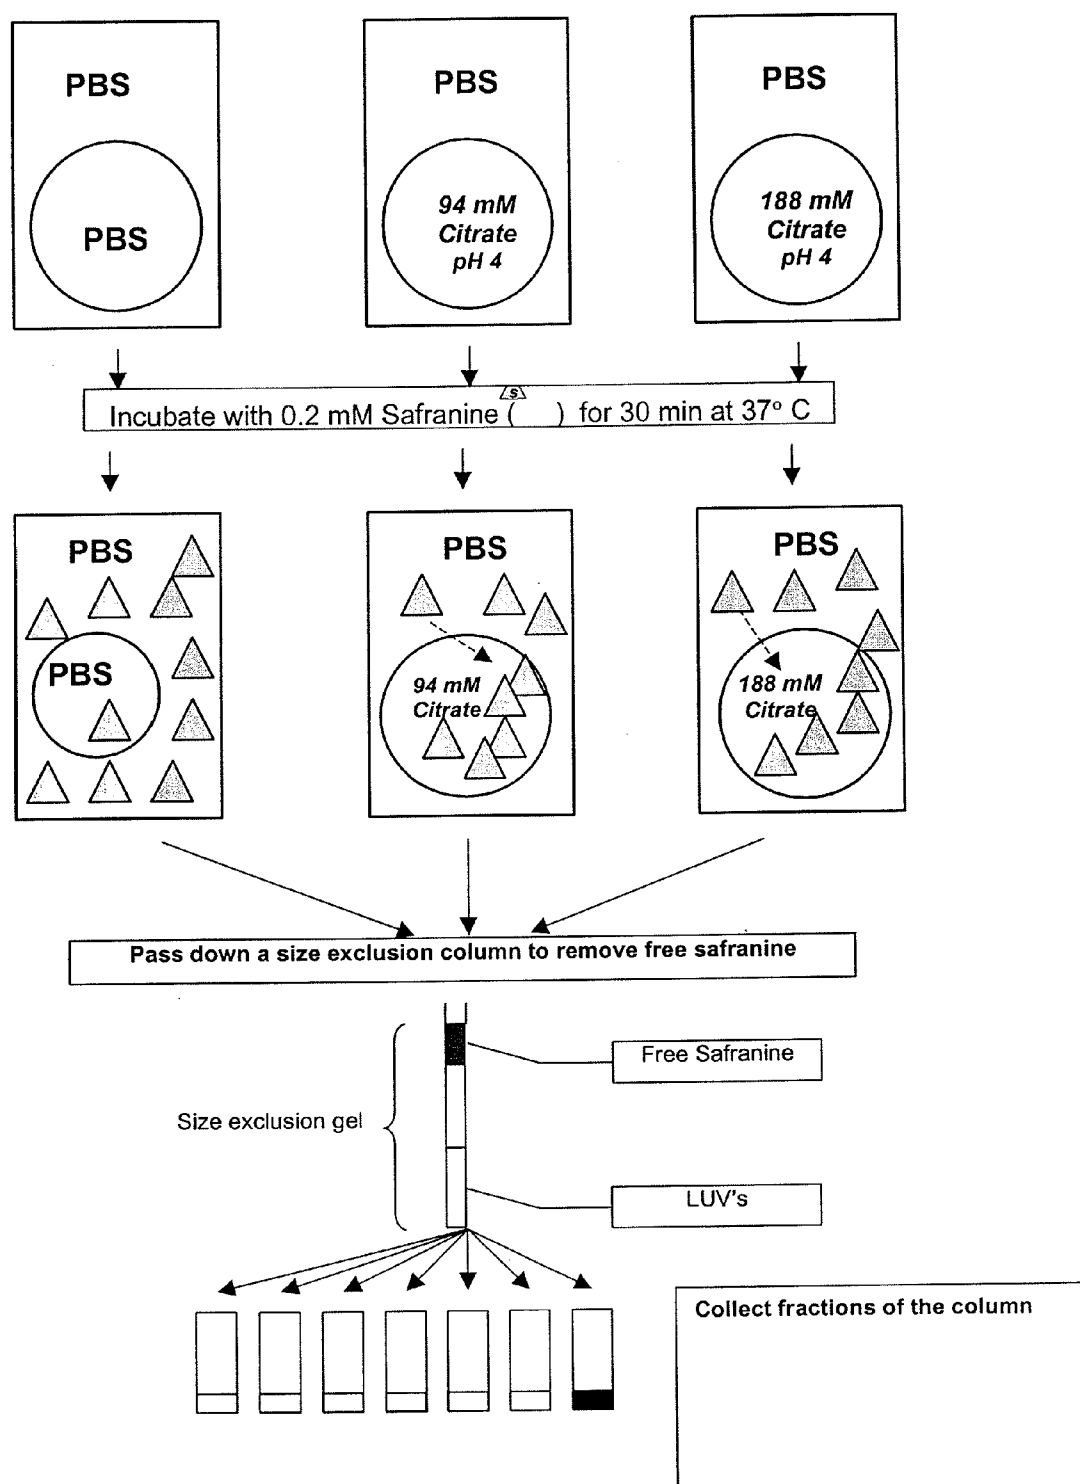 PBS
PBS
PBS
PBS
94 mM
Citrate
pH 4
188 mM
Citrate
pH 4
s
Incubate with 0.2 mM Safranine ( ) for 30 min at 37º C
PBS
PBS
PBS
PBS
94 mM
Citrate
188 mM
Citrate
Pass down a size exclusion column to remove free safranine
Free Safranine
Size exclusion gel
LUV's
Collect fractions of the column